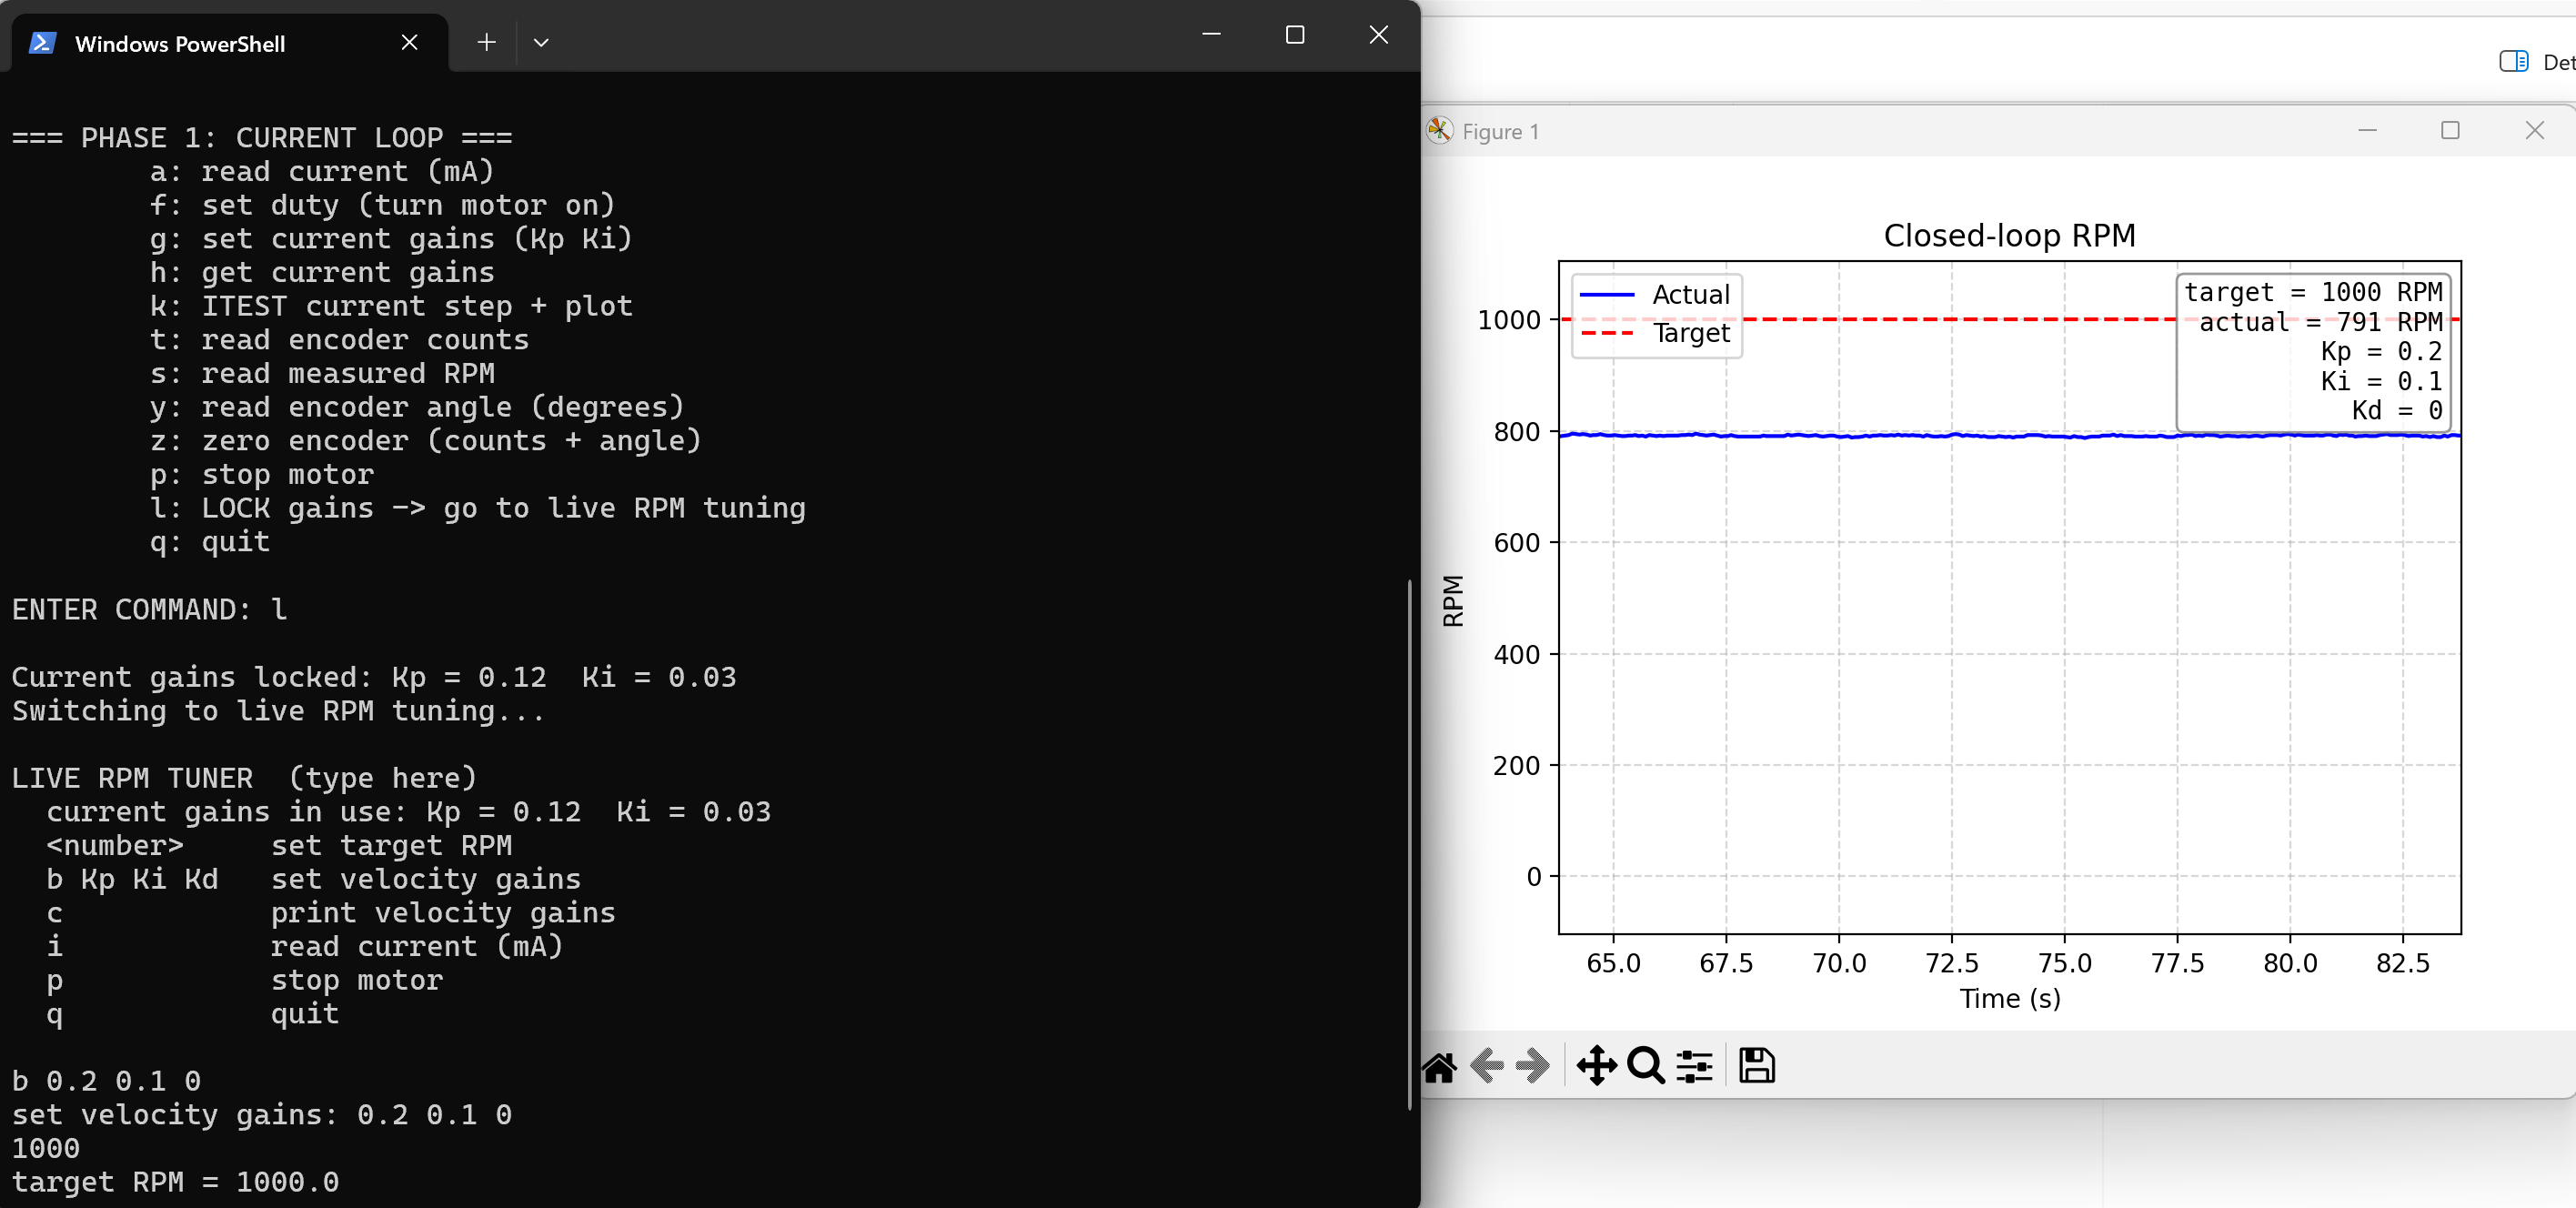 Windows PowerShell
=== PHASE 1: CURRENT LOOP ===
a: read current (mA)
f: set duty (turn motor on)
g: set current gains (Kp Ki)
h: get current gains
k: ITEST current step + plot
t: read encoder counts
s: read measured RPM
y: read encoder angle (degrees)
z: zero encoder (counts + angle)
p: stop motor
l: LOCK gains -> go to live RPM tuning
q: quit
ENTER COMMAND: l
Current gains locked: Kp = 0.12  Ki = 0.03
Switching to live RPM tuning...
LIVE RPM TUNER  (type here)
current gains in use: Kp = 0.12  Ki = 0.03
<number>     set target RPM
b Kp Ki Kd   set velocity gains
c            print velocity gains
i            read current (mA)
p            stop motor
q            quit
b 0.2 0.1 0
set velocity gains: 0.2 0.1 0
1000
target RPM = 1000.0
Det
Figure 1
Closed-loop RPM
Actual
Target
target = 1000 RPM
actual = 791 RPM
Kp = 0.2
Ki = 0.1
Kd = 0
1000
800
600
400
200
0
RPM
65.0 67.5 70.0 72.5 75.0 77.5 80.0 82.5
Time (s)